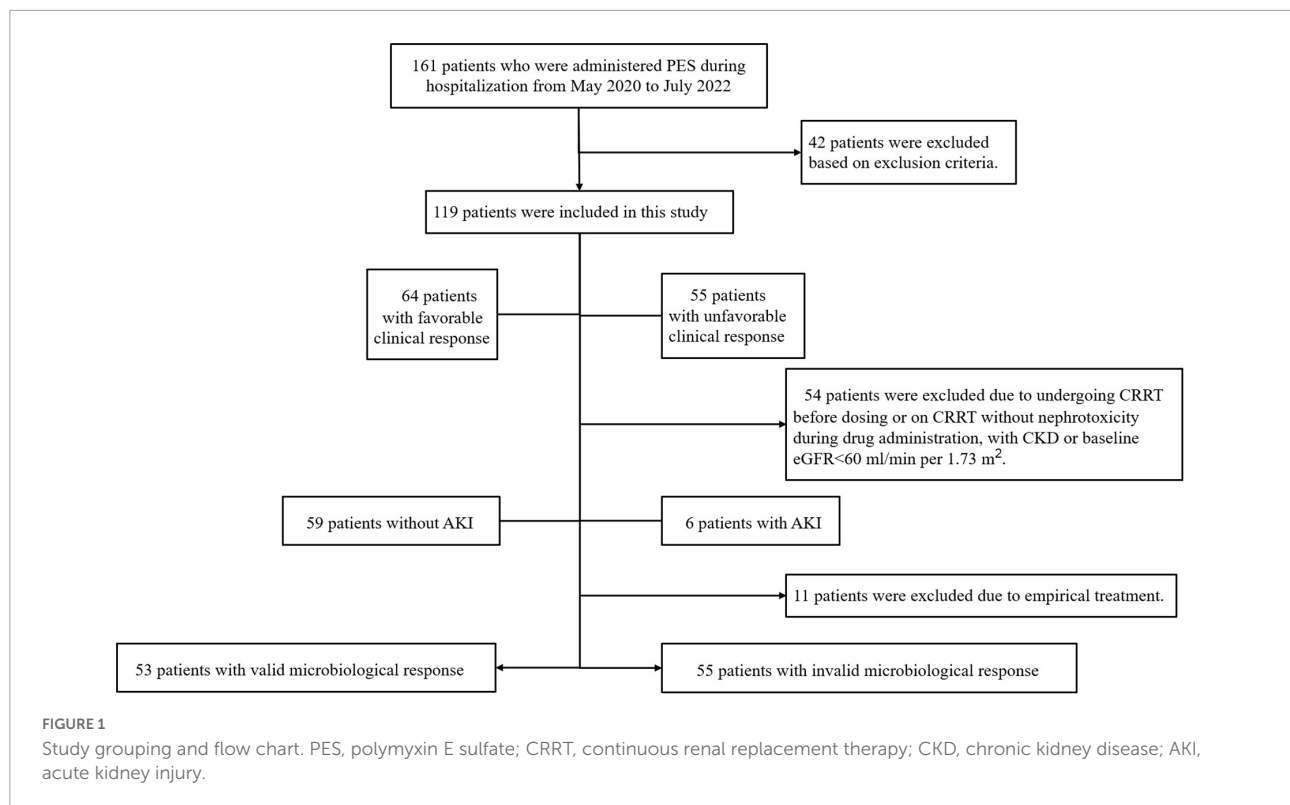 161 patients who were administered PES during
hospitalization from May 2020 to July 2022
42 patients were excluded
based on exclusion criteria.
119 patients were included in this study
64 patients
with favorable
clinical response
55 patients
with unfavorable
clinical response
54 patients were excluded due to undergoing CRRT
before dosing or on CRRT without nephrotoxicity
during drug administration, with CKD or baseline
eGFR<60 ml/min per 1.73 m².
59 patients without AKI
6 patients with AKI
11 patients were excluded due to empirical treatment.
53 patients with valid microbiological response
55 patients with invalid microbiological response
FIGURE 1
Study grouping and flow chart. PES, polymyxin E sulfate; CRRT, continuous renal replacement therapy; CKD, chronic kidney disease; AKI,
acute kidney injury.